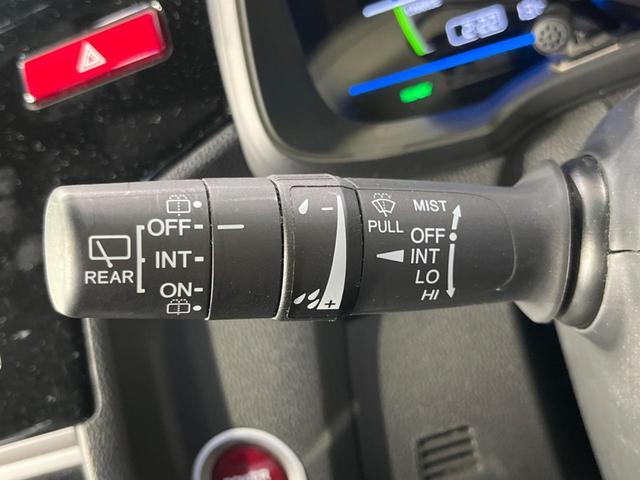 REAR
OFF
INT
ON
PULL
MIST
OFF
INT
LO
HI